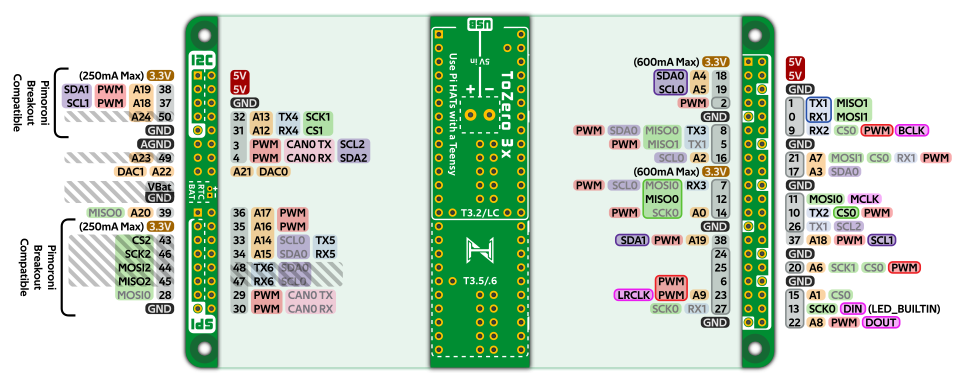 Pimoroni
Breakout
Compatible
(250mA Max) 3.3V
SDA1 PWM A19 38
SCL1 PWM A18 37
A24 50
GND
AGND
A23 49
DAC1 A22
VBat
GND
MISO0 A20 39
(250mA Max) 3.3V
CS2 43
SCK2 46
MOSI2 44
MISO2 45
MOSI0 28
GND
Pimoroni
Breakout
Compatible
I2C
RTC
BAT
+
SPI
5V
5V
GND
32 A13 TX4 SCK1
31 A12 RX4 CS1
3 PWM CAN0 TX SCL2
4 PWM CAN0 RX SDA2
A21 DAC0
36 A17 PWM
35 A16 PWM
33 A14 SCL0 TX5
34 A15 SDA0 RX5
48 TX6 SDA0
47 RX6 SCL0
29 PWM CAN0 TX
30 PWM CAN0 RX
USB
5V in
+ −
ToZero 3x
Use Pi HATs with a Teensy
T3.2/LC
T3.5/.6
(600mA Max) 3.3V
SDA0 A4 18
SCL0 A5 19
PWM 2
GND
PWM SDA0 MISO0 TX3 8
PWM MISO1 TX1 5
SCL0 A2 16
(600mA Max) 3.3V
PWM SCL0 MOSI0 RX3 7
MISO0 12
PWM SCK0 A0 14
GND
SDA1 PWM A19 38
24
25
PWM 6
LRCLK PWM A9 23
SCK0 RX1 27
GND
5V
5V
GND
1 TX1 MISO1
0 RX1 MOSI1
9 RX2 CS0 PWM BCLK
GND
21 A7 MOSI1 CS0 RX1 PWM
17 A3 SDA0
GND
11 MOSI0 MCLK
10 TX2 CS0 PWM
26 TX1 SCL2
37 A18 PWM SCL1
GND
20 A6 SCK1 CS0 PWM
GND
15 A1 CS0
13 SCK0 DIN (LED_BUILTIN)
22 A8 PWM DOUT